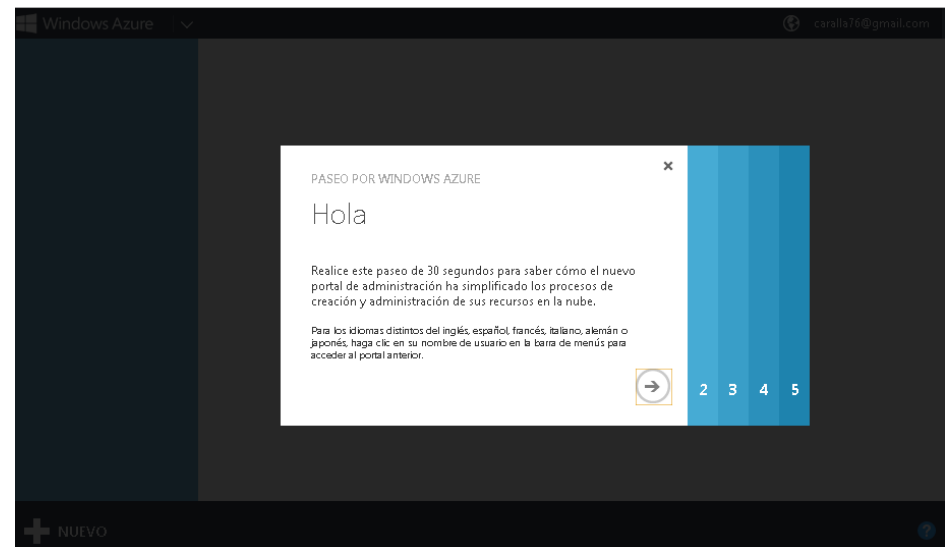 Windows Azure
caralla76@gmail.com
PASEO POR WINDOWS AZURE
Hola
Realice este paseo de 30 segundos para saber cómo el nuevo
portal de administración ha simplificado los procesos de
creación y administración de sus recursos en la nube.
Para los idiomas distintos del inglés, español, francés, italiano, alemán o
japonés, haga clic en su nombre de usuario en la barra de menús para
acceder al portal anterior.
2 3 4 5
NUEVO
?